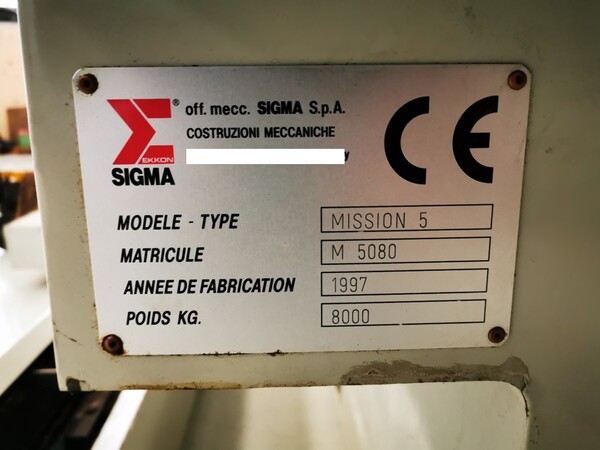 off. mecc. SIGMA S.p.A.
COSTRUZIONI MECCANICHE
Σ®
EKKON
SIGMA
CE
MODELE - TYPE MISSION 5
MATRICULE M 5080
ANNEE DE FABRICATION 1997
POIDS KG. 8000